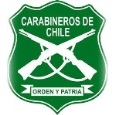 CARABINEROS DE
CHILE
ORDEN Y PATRIA